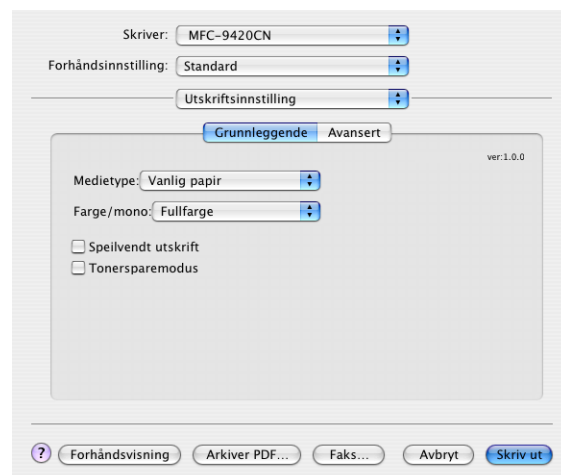 Skriver: MFC-9420CN
Forhåndsinnstilling: Standard
Utskriftsinnstilling
Grunnleggende Avansert
ver:1.0.0
Medietype: Vanlig papir
Farge/mono: Fullfarge
Speilvendt utskrift
Tonersparemodus
? Forhåndsvisning Arkiver PDF... Faks... Avbryt Skriv ut